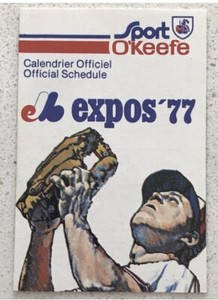 Sport
O'Keefe
Calendrier Officiel
Official Schedule
expos '77